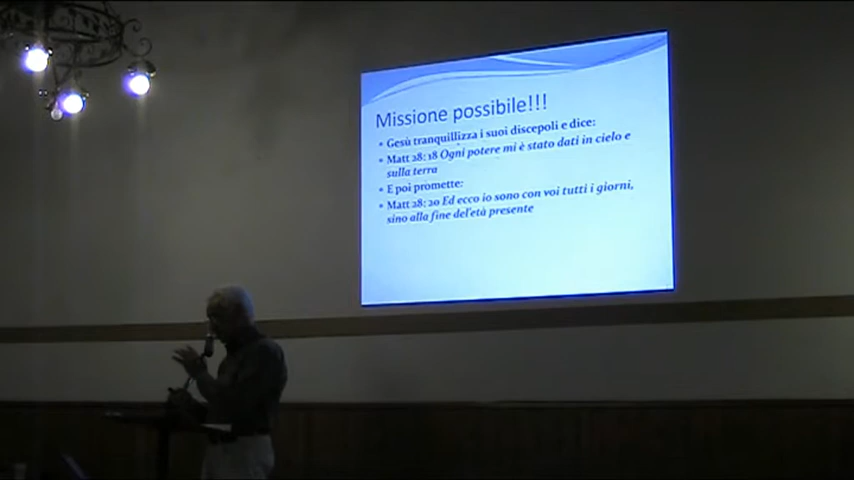 Missione possibile!!!
• Gesù tranquillizza i suoi discepoli e dice:
• Matt 28: 18 Ogni potere mi è stato dati in cielo e
sulla terra
• E poi promette:
• Matt 28: 20 Ed ecco io sono con voi tutti i giorni,
sino alla fine del'età presente